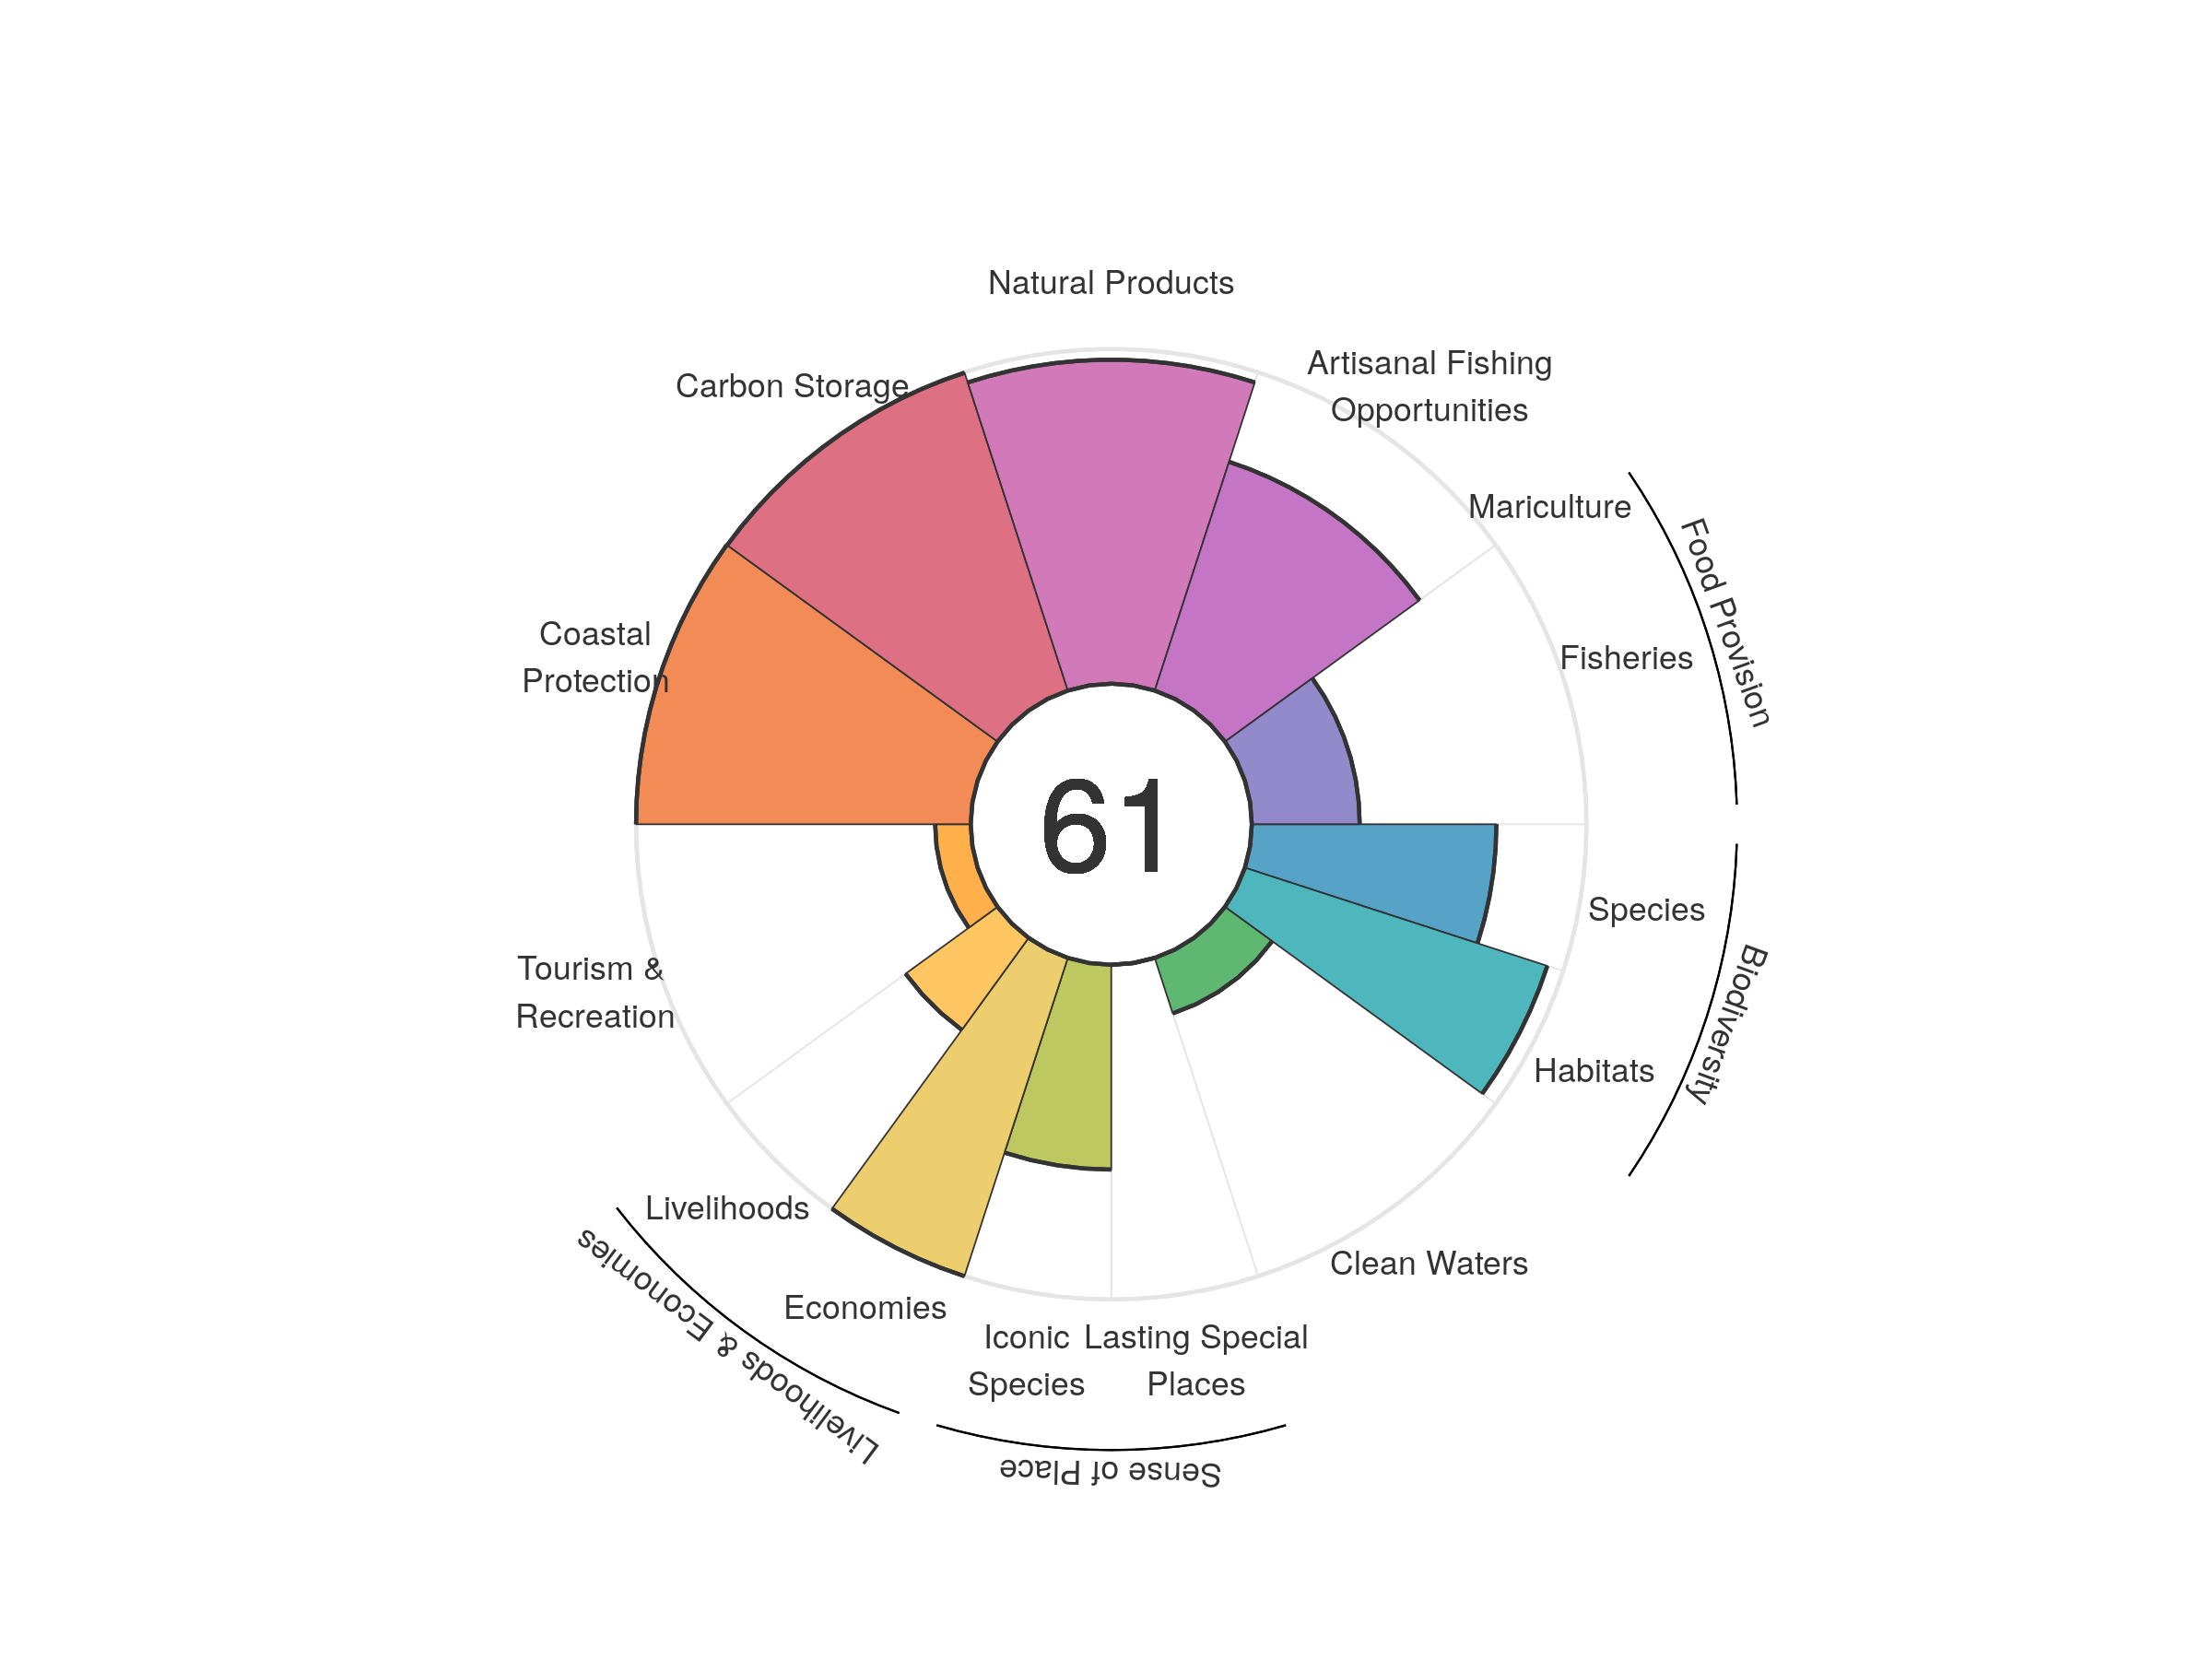 Natural Products
Artisanal Fishing
Opportunities
Carbon Storage
Mariculture
Food Provision
Coastal
Protection
Fisheries
61
Species
Biodiversity
Tourism &
Recreation
Habitats
Livelihoods
Clean Waters
Economies
Livelihoods & Economies
Iconic
Species
Lasting Special
Places
Sense of Place